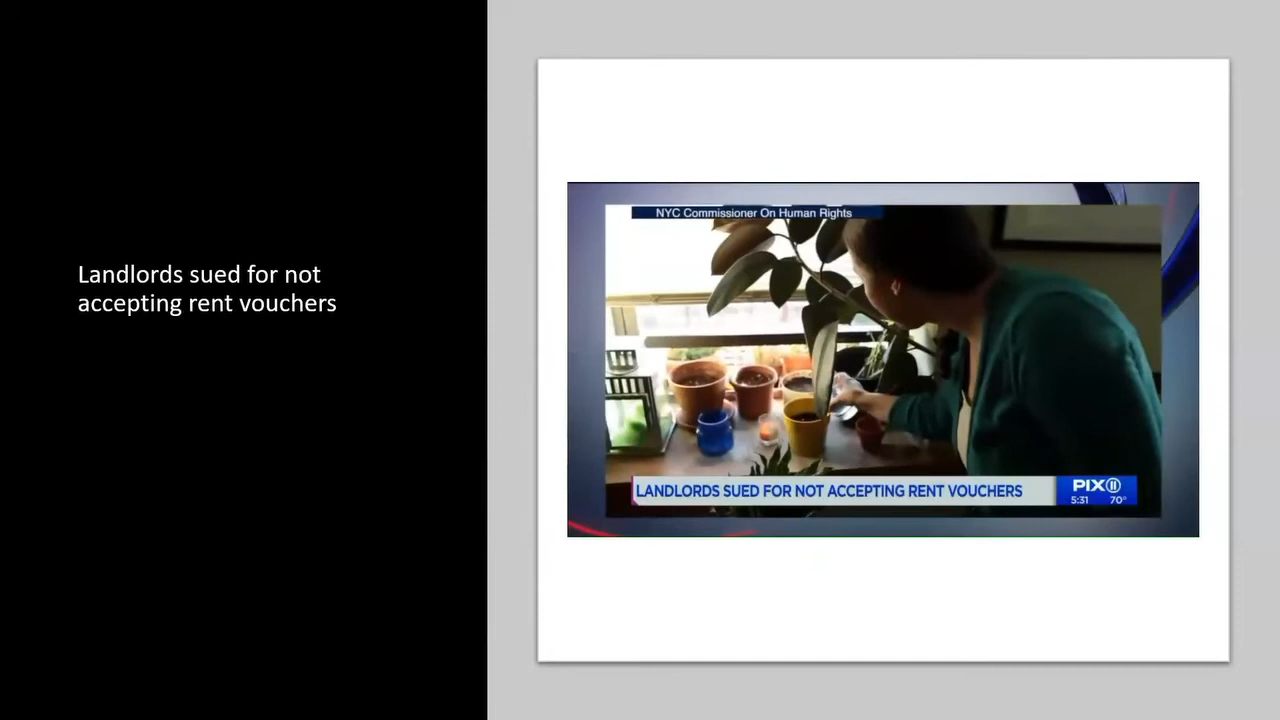 Landlords sued for not
accepting rent vouchers
NYC Commissioner On Human Rights
LANDLORDS SUED FOR NOT ACCEPTING RENT VOUCHERS
PIX11
5:31 70°